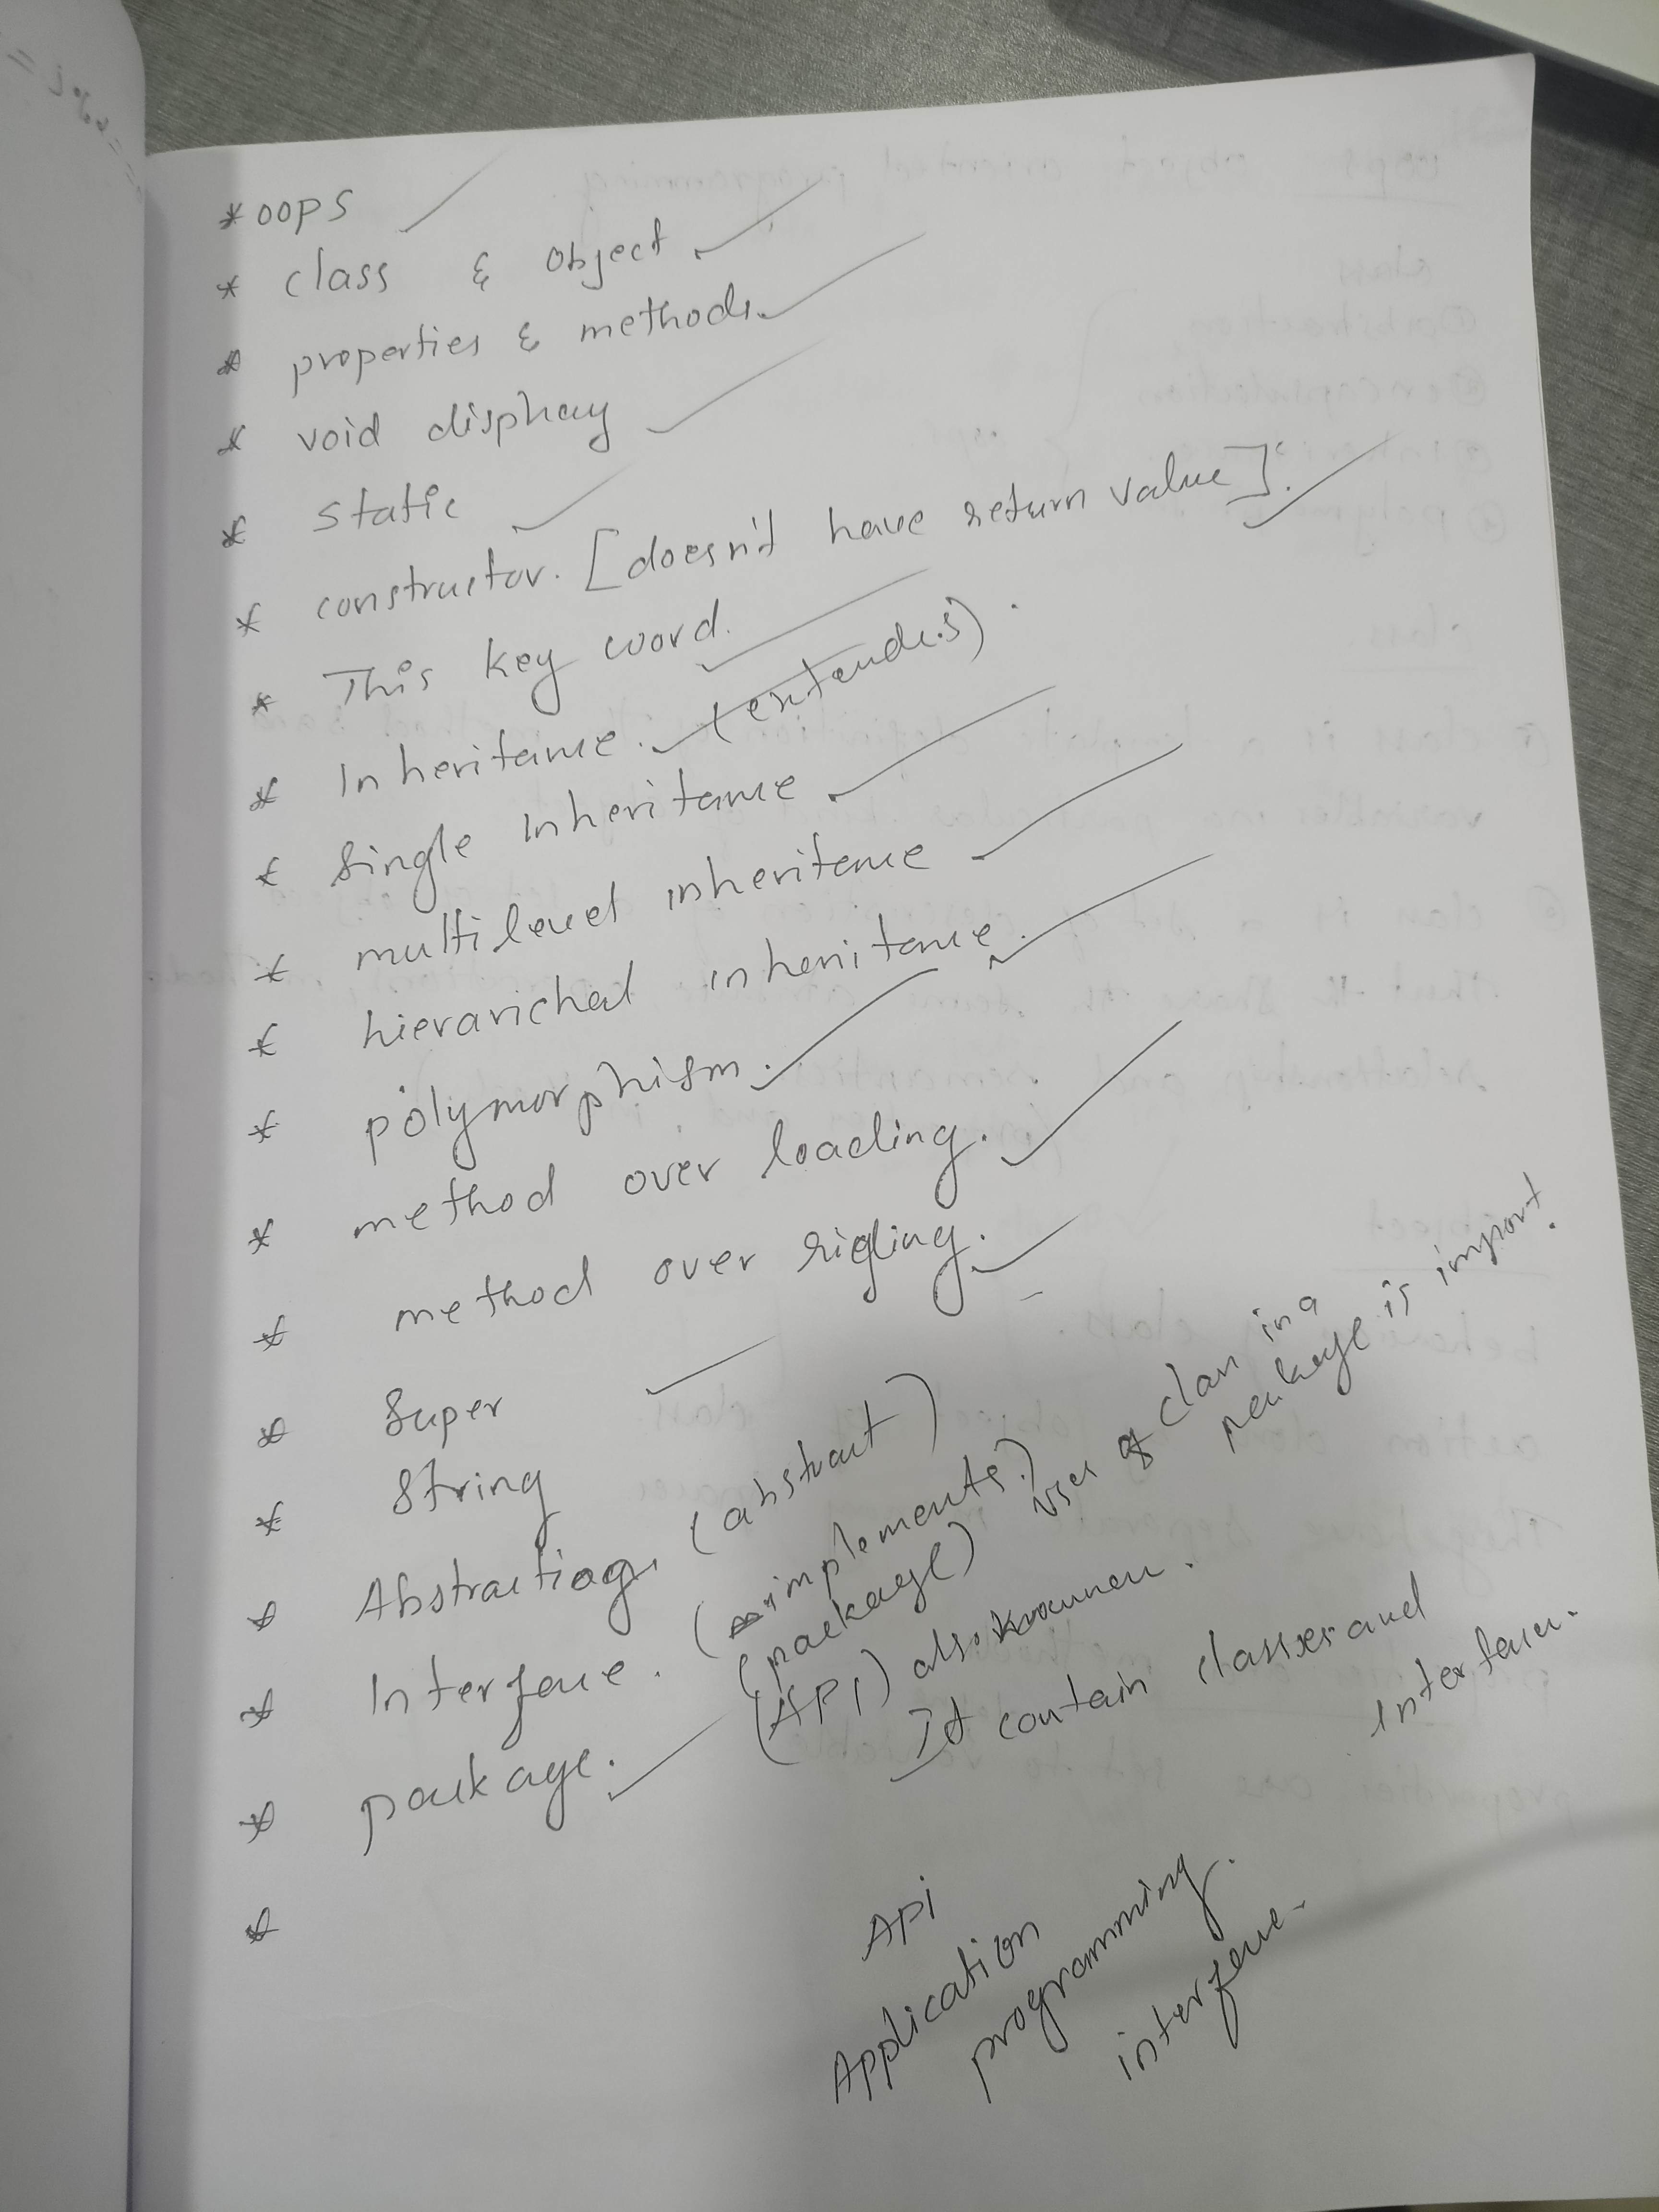 * OOPS
* class & object
* properties & methods.
* void display
* static
* constructor. [doesn't have return value].
* This key word.
* Inheritance. (extends).
* Single Inheritance
* multilevel inheritence
* hierarichal inheritance.
* polymorphism.
* method over loading.
* method over riding.
* Super
* String
* Abstraction. (abstract)
* Interface. (implements)
* package. (package) use of class in a package is import.
(API) also known.
It contain classes and
Interface.
*
Api
Application
programming.
interface.